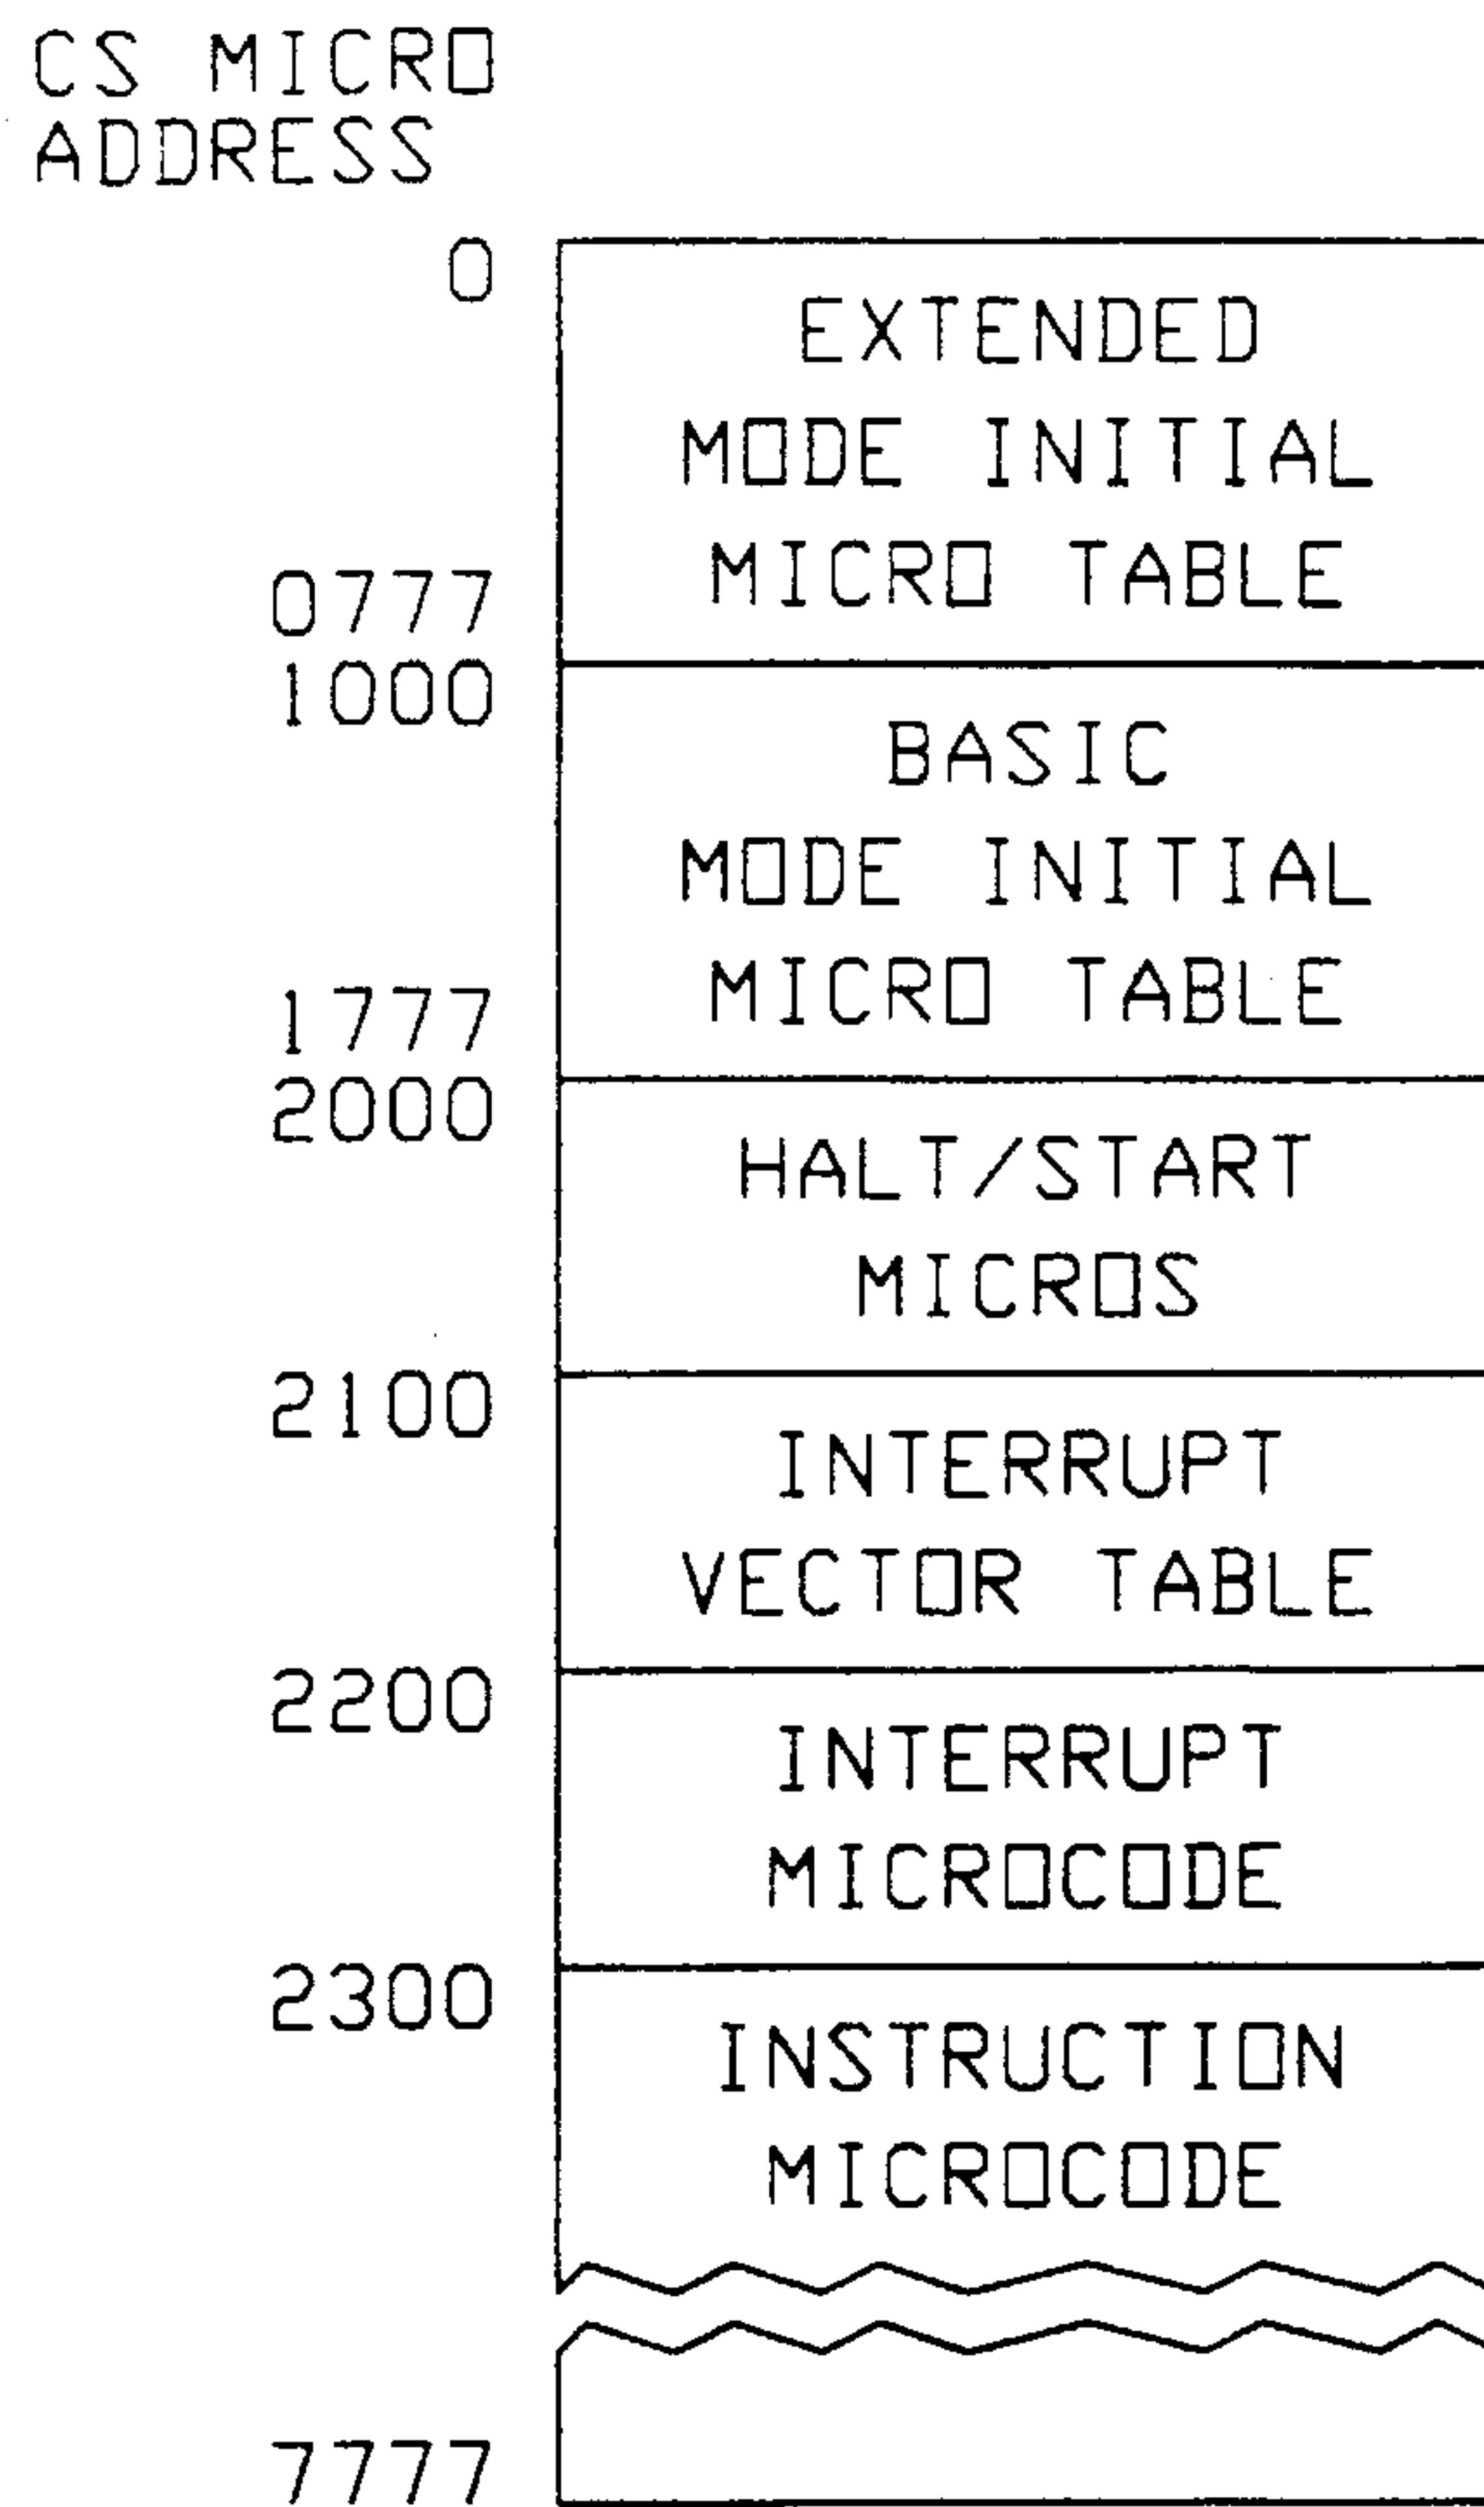 CS MICRO
ADDRESS
0
EXTENDED
MODE INITIAL
MICRO TABLE
0777
1000
BASIC
MODE INITIAL
MICRO TABLE
1777
2000
HALT/START
MICROS
2100
INTERRUPT
VECTOR TABLE
2200
INTERRUPT
MICROCODE
2300
INSTRUCTION
MICROCODE
7777